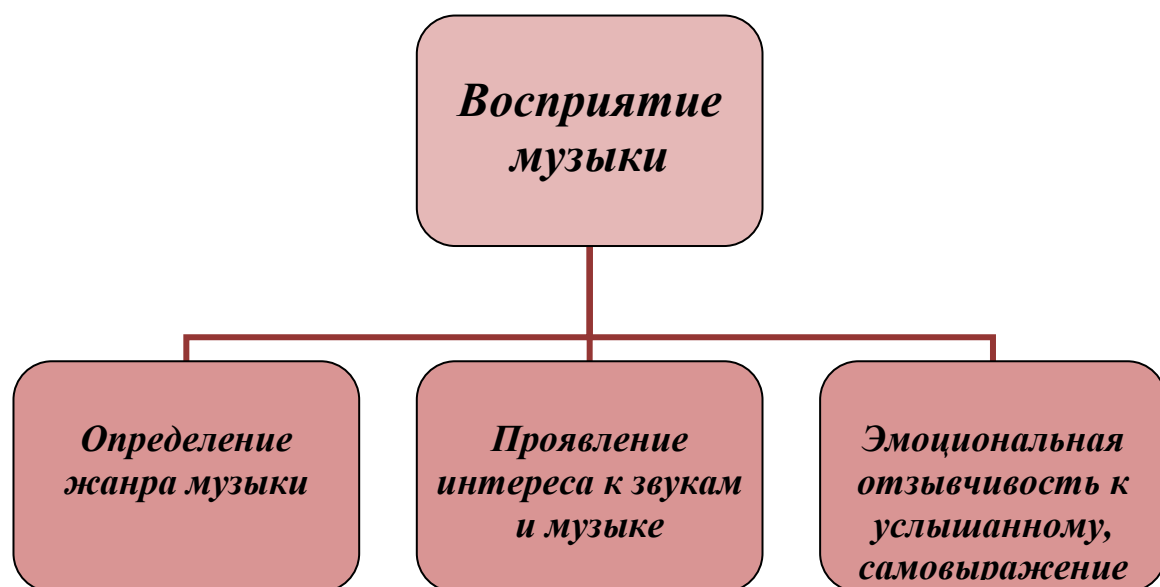 Восприятие
музыки
Определение
жанра музыки
Проявление
интереса к звукам
и музыке
Эмоциональная
отзывчивость к
услышанному,
самовыражение